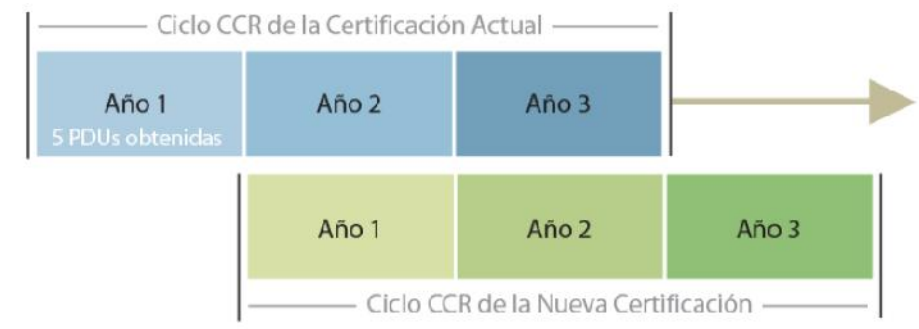 Ciclo CCR de la Certificación Actual
Año 1
5 PDUs obtenidas
Año 2
Año 3
Año 1
Año 2
Año 3
Ciclo CCR de la Nueva Certificación